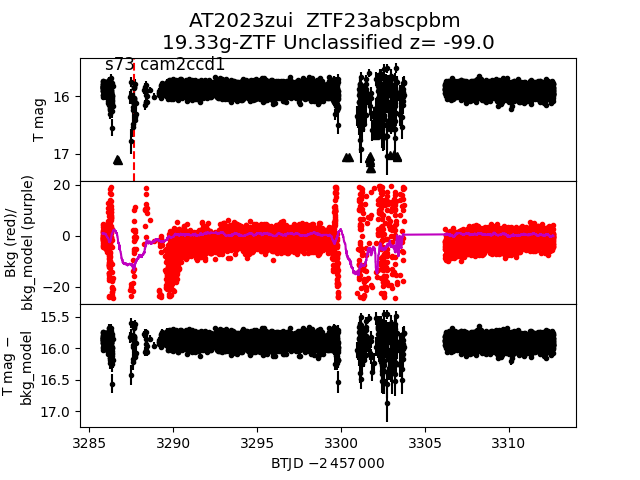 AT2023zui  ZTF23abscpbm
19.33g-ZTF Unclassified z= -99.0
s73 cam2ccd1
T mag
16
17
Bkg (red)/
bkg_model (purple)
20
0
−20
T mag −
bkg_model
15.5
16.0
16.5
17.0
3285 3290 3295 3300 3305 3310
BTJD −2 457 000